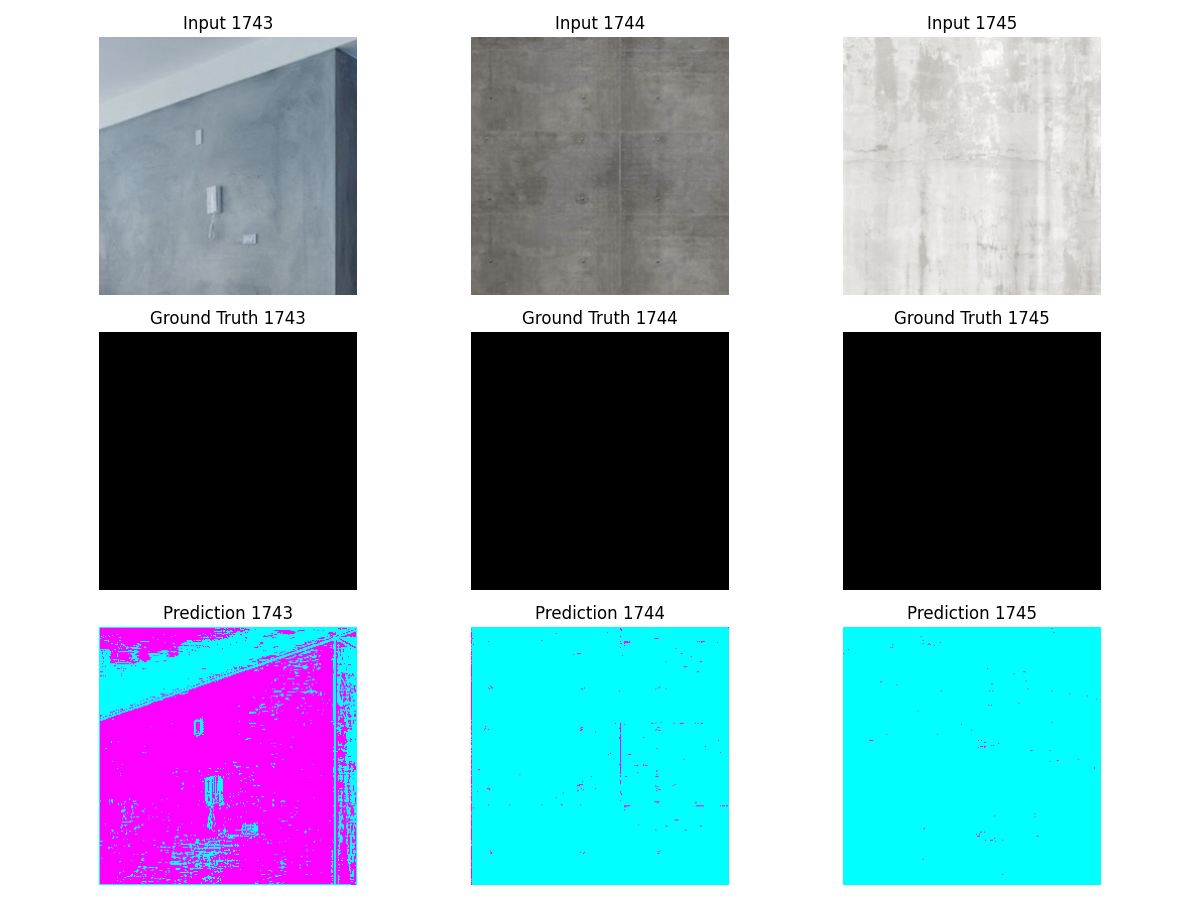 Input 1743
Input 1744
Input 1745
Ground Truth 1743
Ground Truth 1744
Ground Truth 1745
Prediction 1743
Prediction 1744
Prediction 1745